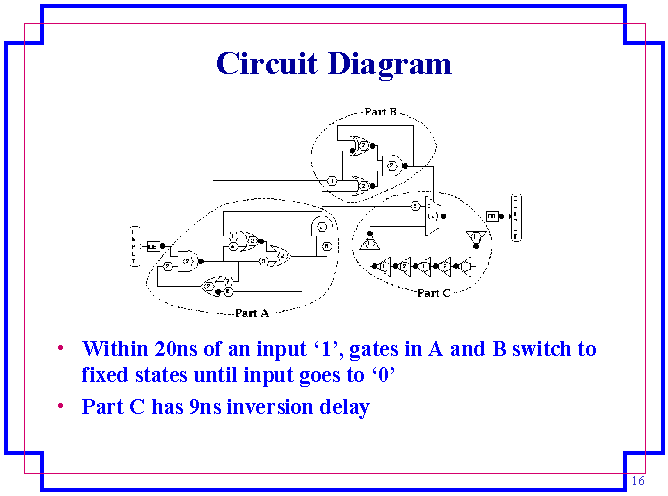 Circuit Diagram
Part B
Part A
Part C
• Within 20ns of an input ‘1’, gates in A and B switch to
fixed states until input goes to ‘0’
• Part C has 9ns inversion delay
16